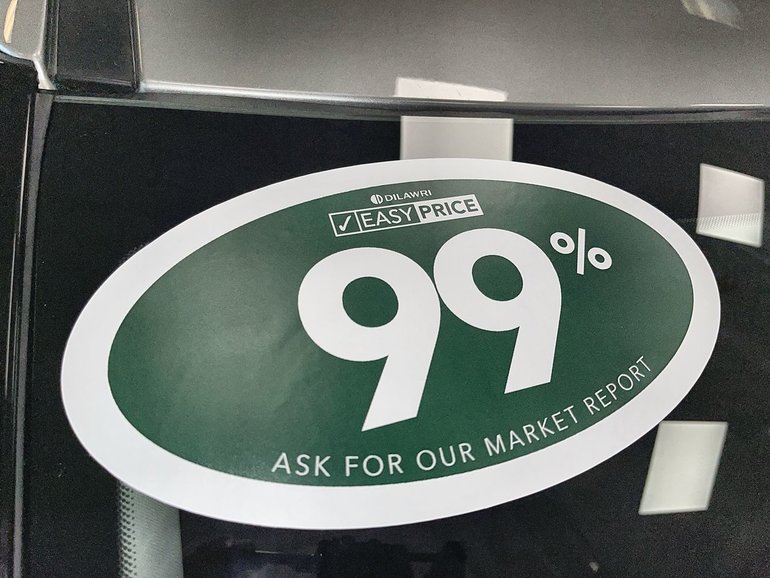 DILAWRI
✓ EASY PRICE
99%
ASK FOR OUR MARKET REPORT